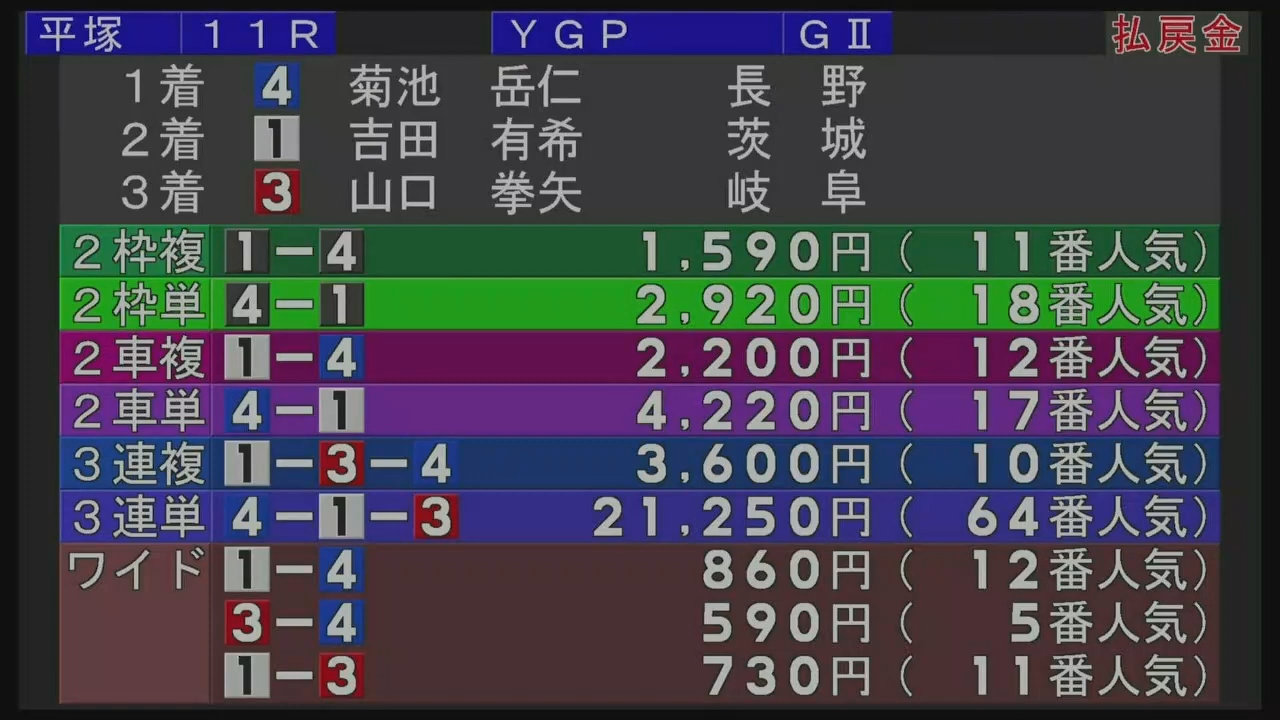 平塚 11R YGP GⅡ 払戻金
1着 4 菊池 岳仁 長野
2着 1 吉田 有希 茨城
3着 3 山口 拳矢 岐阜
2枠複 1-4 1,590円( 11番人気)
2枠単 4-1 2,920円( 18番人気)
2車複 1-4 2,200円( 12番人気)
2車単 4-1 4,220円( 17番人気)
3連複 1-3-4 3,600円( 10番人気)
3連単 4-1-3 21,250円( 64番人気)
ワイド 1-4 860円( 12番人気)
3-4 590円( 5番人気)
1-3 730円( 11番人気)